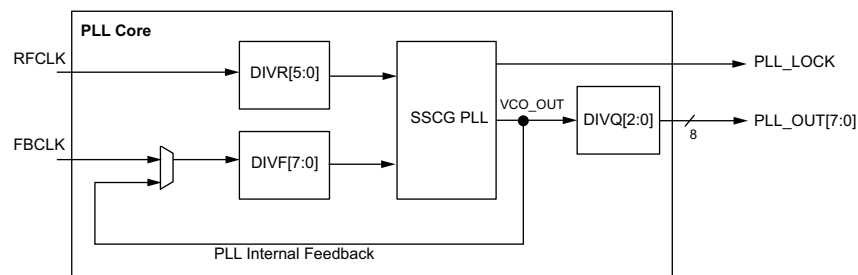 PLL Core
RFCLK
DIVR[5:0]
PLL_LOCK
SSCG PLL
VCO_OUT
DIVQ[2:0]
8
PLL_OUT[7:0]
FBCLK
DIVF[7:0]
PLL Internal Feedback